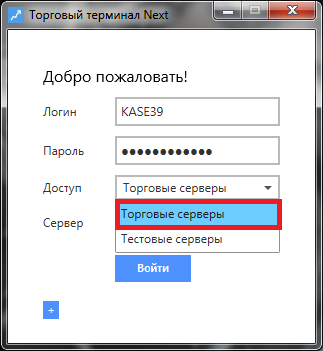 Торговый терминал Next
Добро пожаловать!
Логин KASE39
Пароль ●●●●●●●●●●●●
Доступ Торговые серверы
Торговые серверы
Сервер
Тестовые серверы
Войти
+